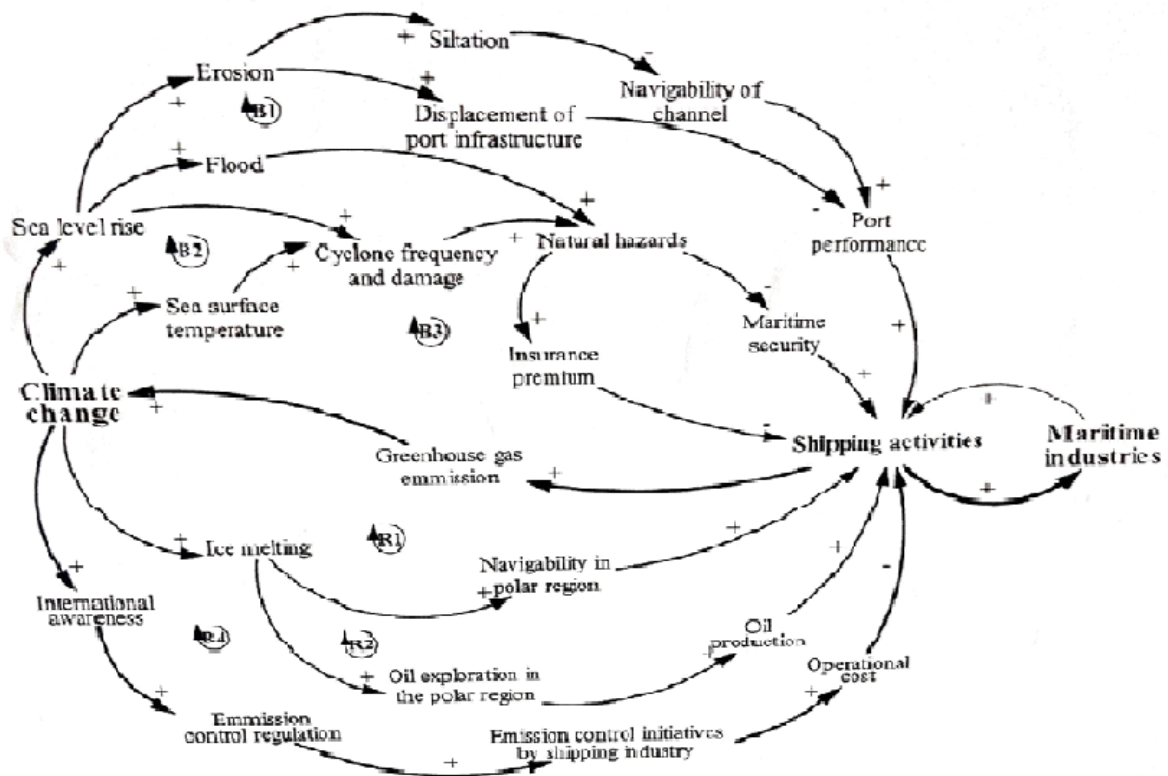 Siltation
Erosion
Navigability of
channel
B1
Displacement of
port infrastructure
Flood
Sea level rise
Port
performance
B2
Cyclone frequency
and damage
Natural hazards
Sea surface
temperature
B3
Maritime
security
Insurance
premium
Climate
change
Shipping activities
Maritime
industries
Greenhouse gas
emmission
R1
Ice melting
Navigability in
polar region
International
awareness
R2
Oil
production
Oil exploration in
the polar region
Operational
cost
Emmission
control regulation
Emission control initiatives
by shipping industry